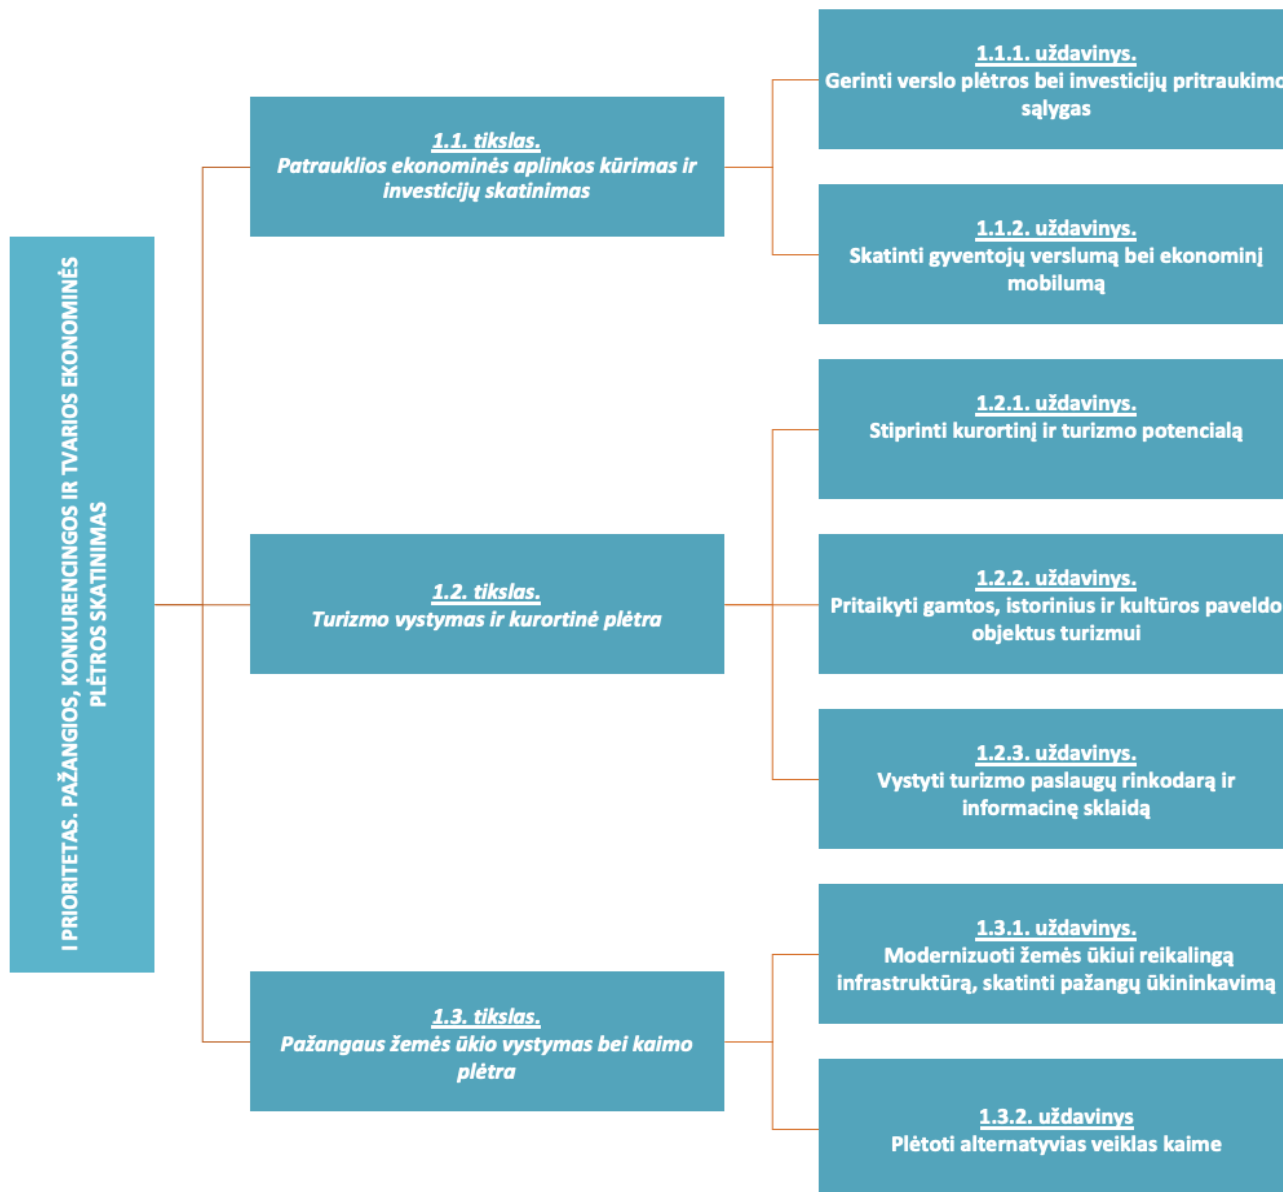 I PRIORITETAS. PAŽANGIOS, KONKURENCINGOS IR TVARIOS EKONOMINĖS
PLĖTROS SKATINIMAS
1.1. tikslas.
Patrauklios ekonominės aplinkos kūrimas ir
investicijų skatinimas
1.1.1. uždavinys.
Gerinti verslo plėtros bei investicijų pritraukimo
sąlygas
1.1.2. uždavinys.
Skatinti gyventojų verslumą bei ekonominį
mobilumą
1.2. tikslas.
Turizmo vystymas ir kurortinė plėtra
1.2.1. uždavinys.
Stiprinti kurortinį ir turizmo potencialą
1.2.2. uždavinys.
Pritaikyti gamtos, istorinius ir kultūros paveldo
objektus turizmui
1.2.3. uždavinys.
Vystyti turizmo paslaugų rinkodarą ir
informacinę sklaidą
1.3. tikslas.
Pažangaus žemės ūkio vystymas bei kaimo
plėtra
1.3.1. uždavinys.
Modernizuoti žemės ūkiui reikalingą
infrastruktūrą, skatinti pažangų ūkininkavimą
1.3.2. uždavinys
Plėtoti alternatyvias veiklas kaime